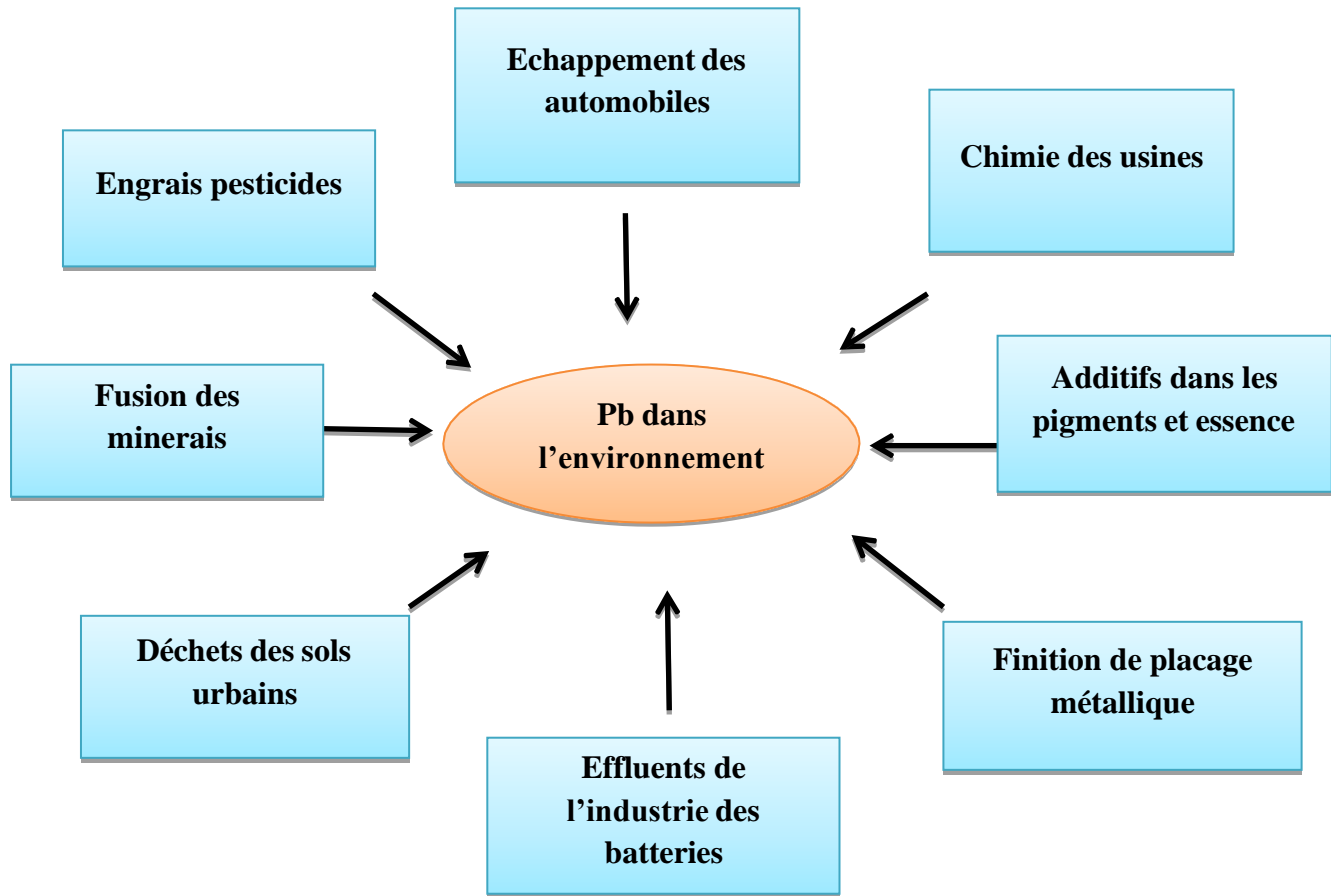 Echappement des
automobiles
Chimie des usines
Engrais pesticides
Additifs dans les
pigments et essence
Fusion des
minerais
Pb dans
l’environnement
Déchets des sols
urbains
Finition de placage
métallique
Effluents de
l’industrie des
batteries